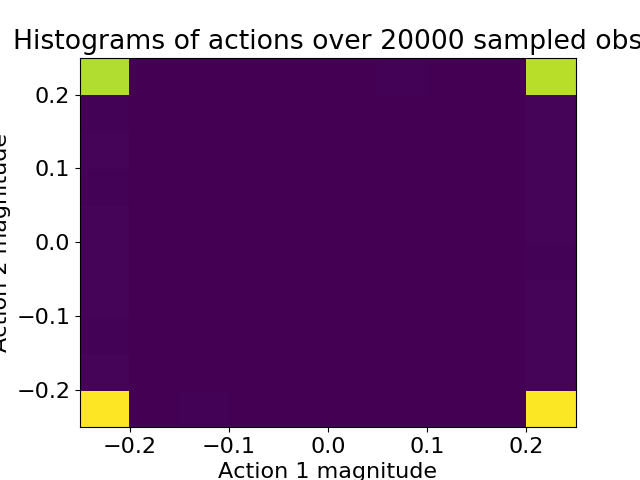 Histograms of actions over 20000 sampled obs
0.2
0.1
0.0
−0.1
−0.2
Action 2 magnitude
−0.2 −0.1 0.0 0.1 0.2
Action 1 magnitude